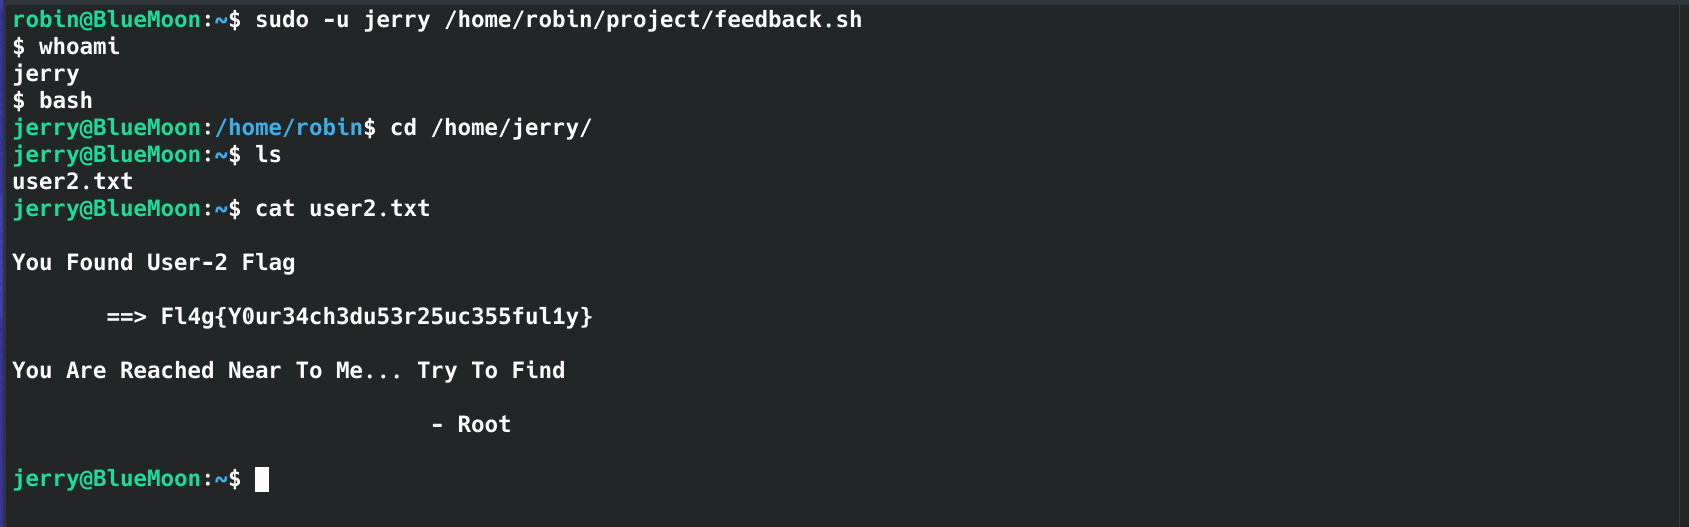 robin@BlueMoon:~$ sudo -u jerry /home/robin/project/feedback.sh
$ whoami
jerry
$ bash
jerry@BlueMoon:/home/robin$ cd /home/jerry/
jerry@BlueMoon:~$ ls
user2.txt
jerry@BlueMoon:~$ cat user2.txt
You Found User-2 Flag
==> Fl4g{Y0ur34ch3du53r25uc355ful1y}
You Are Reached Near To Me... Try To Find
- Root
jerry@BlueMoon:~$